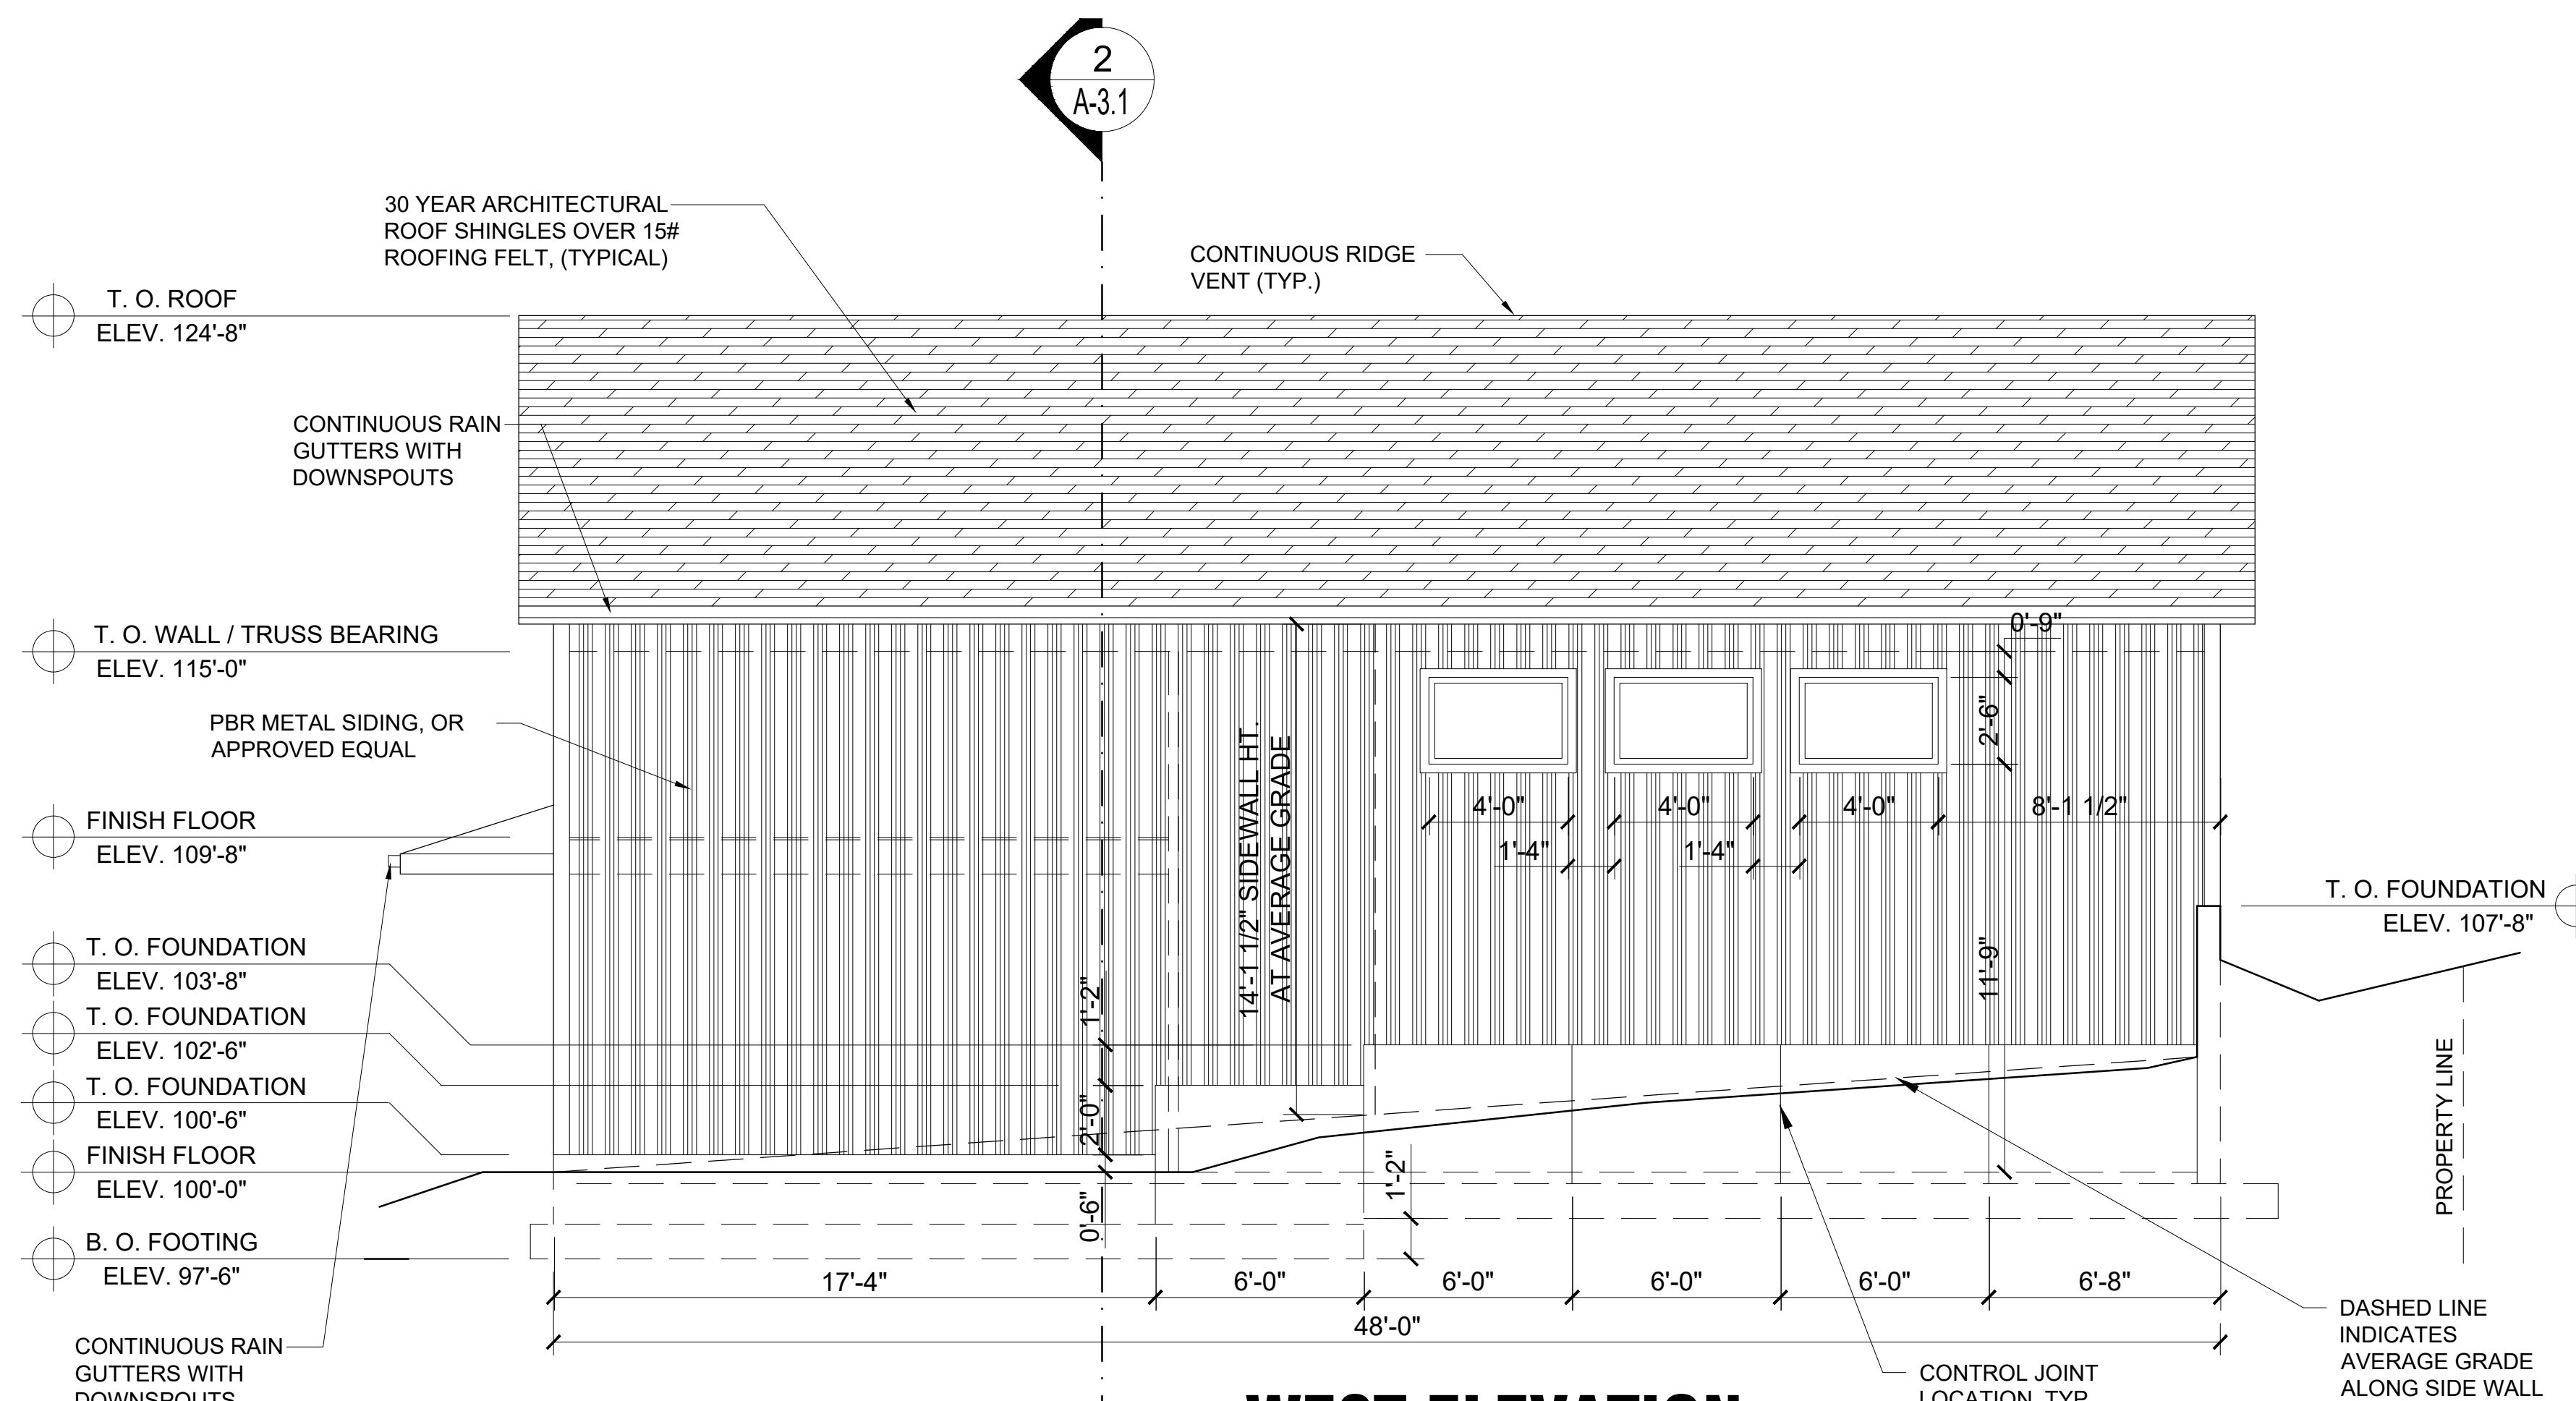 2
A-3.1
30 YEAR ARCHITECTURAL
ROOF SHINGLES OVER 15#
ROOFING FELT, (TYPICAL)
CONTINUOUS RIDGE
VENT (TYP.)
T. O. ROOF
ELEV. 124'-8"
CONTINUOUS RAIN
GUTTERS WITH
DOWNSPOUTS
T. O. WALL / TRUSS BEARING
ELEV. 115'-0"
0'-9"
2'-6"
PBR METAL SIDING, OR
APPROVED EQUAL
14'-1 1/2" SIDEWALL HT.
AT AVERAGE GRADE
4'-0"
4'-0"
4'-0"
8'-1 1/2"
1'-4"
1'-4"
FINISH FLOOR
ELEV. 109'-8"
T. O. FOUNDATION
ELEV. 107'-8"
T. O. FOUNDATION
ELEV. 103'-8"
11'-9"
1'-2"
T. O. FOUNDATION
ELEV. 102'-6"
T. O. FOUNDATION
ELEV. 100'-6"
2'-0"
PROPERTY LINE
FINISH FLOOR
ELEV. 100'-0"
1'-2"
0'-6"
B. O. FOOTING
ELEV. 97'-6"
17'-4"
6'-0"
6'-0"
6'-0"
6'-0"
6'-8"
48'-0"
CONTINUOUS RAIN
GUTTERS WITH
DOWNSPOUTS
DASHED LINE
INDICATES
AVERAGE GRADE
ALONG SIDE WALL
CONTROL JOINT
LOCATION, TYP.
WEST ELEVATION